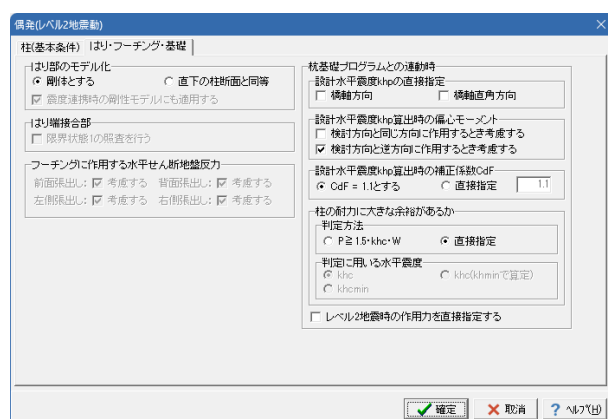 偶発(レベル2地震動)
柱(基本条件) はり・フーチング・基礎
はり部のモデル化
剛体とする 直下の柱断面と同等
震度連携時の剛性モデルにも適用する
はり端接合部
限界状態1の照査を行う
フーチングに作用する水平せん断地盤反力
前面張出し: 考慮する 背面張出し: 考慮する
左側張出し: 考慮する 右側張出し: 考慮する
杭基礎プログラムとの連動時
設計水平震度khpの直接指定
橋軸方向 橋軸直角方向
設計水平震度khp算出時の偏心モーメント
検討方向と同じ方向に作用するとき考慮する
検討方向と逆方向に作用するとき考慮する
設計水平震度khp算出時の補正係数CdF
CdF = 1.1とする 直接指定 1.1
柱の耐力に大きな余裕があるか
判定方法
P≧1.5・khc・W 直接指定
判定に用いる水平震度
khc khc(khminで算定)
khcmin
レベル2地震時の作用力を直接指定する
確定 取消 ? ヘルプ(H)